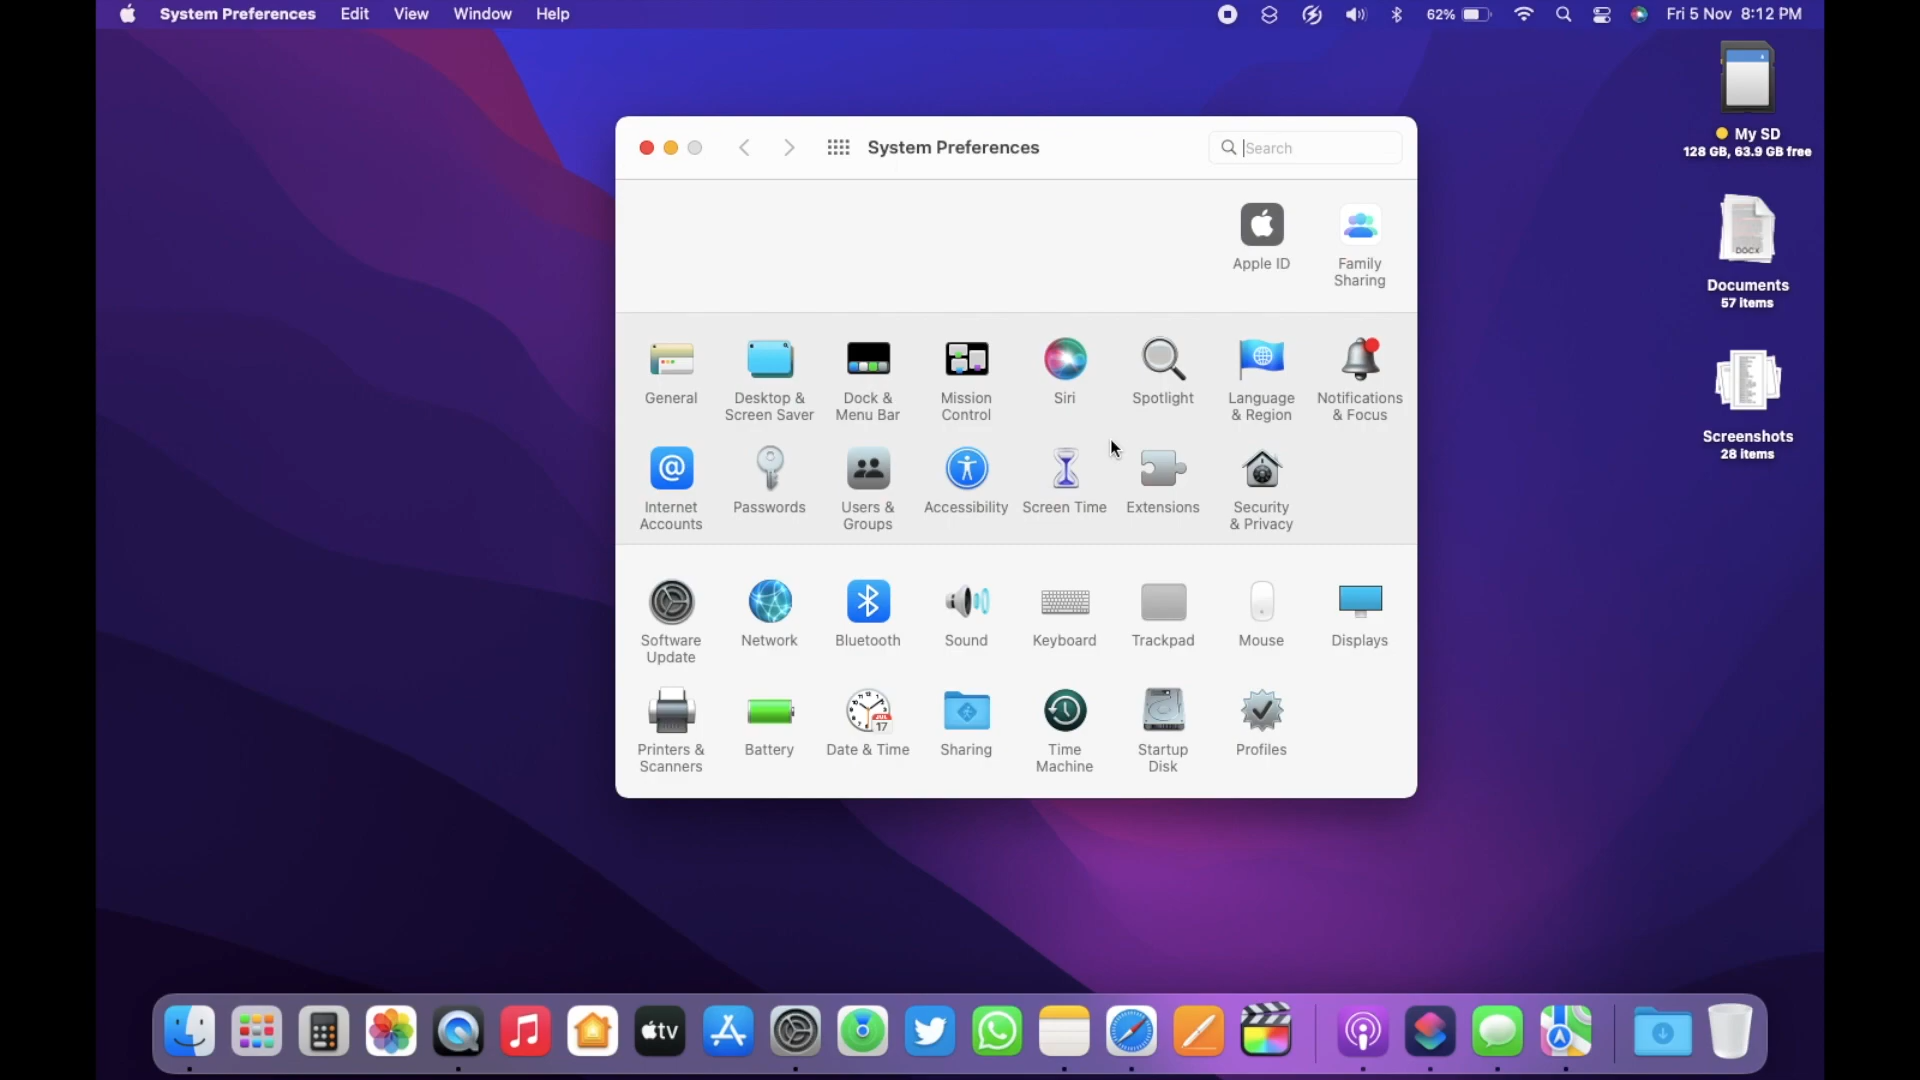 System Preferences Edit View Window Help 62% Fri 5 Nov 8:12 PM
My SD
128 GB, 63.9 GB free
DOCX
Documents
57 items
Screenshots
28 items
System Preferences Search
Apple ID Family
Sharing
General Desktop & Dock & Mission Siri Spotlight Language Notifications
Screen Saver Menu Bar Control & Region & Focus
Internet Passwords Users & Accessibility Screen Time Extensions Security
Accounts Groups & Privacy
Software Network Bluetooth Sound Keyboard Trackpad Mouse Displays
Update
JUL
17
Printers & Battery Date & Time Sharing Time Startup Profiles
Scanners Machine Disk
tv